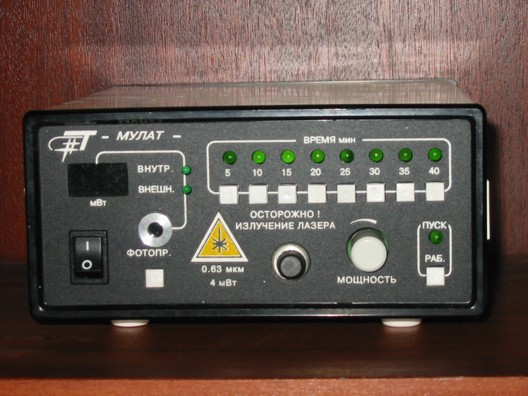 - МУЛАТ -
ВРЕМЯ МИН
5 10 15 20 25 30 35 40
ВНУТР.
ВНЕШН.
мВт
ФОТОПР.
I
O
ОСТОРОЖНО !
ИЗЛУЧЕНИЕ ЛАЗЕРА
0.63 мкм
4 мВт
МОЩНОСТЬ
ПУСК
РАБ.